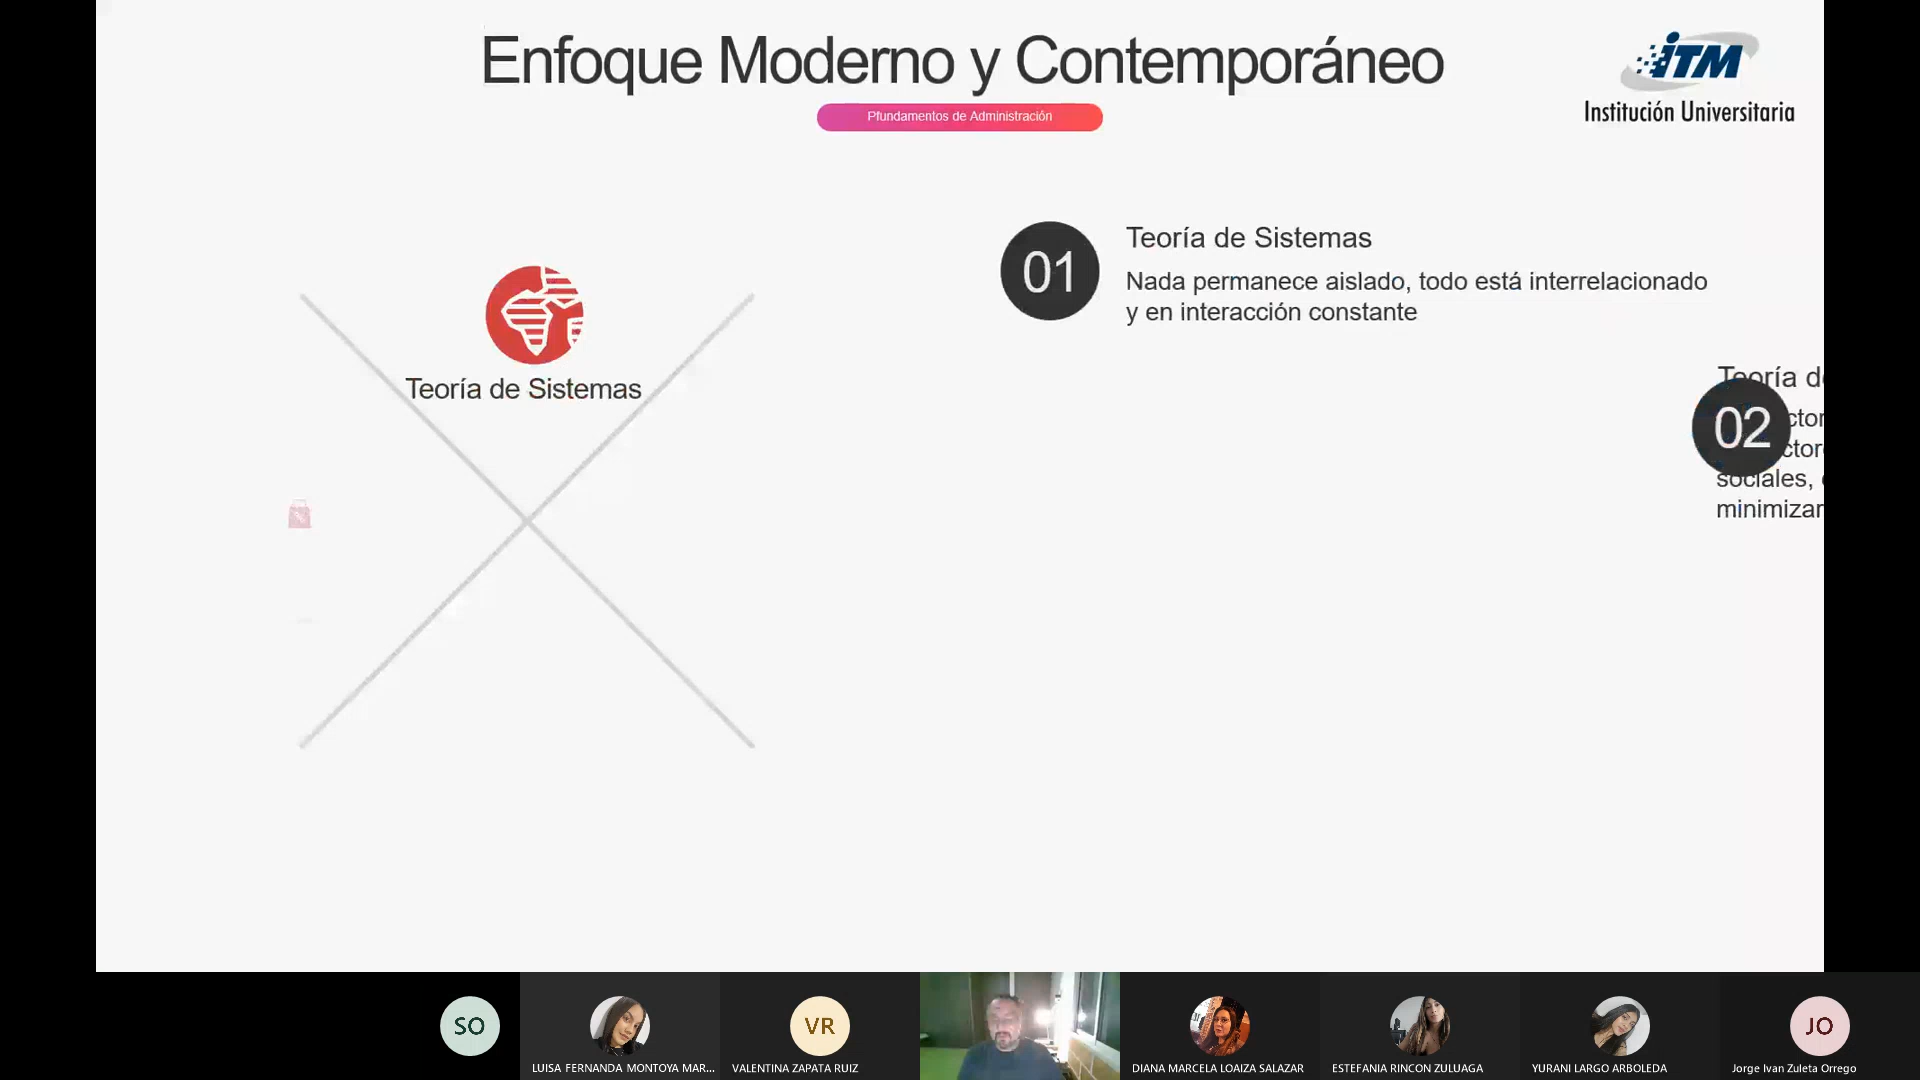 Enfoque Moderno y Contemporáneo
Pfundamentos de Administración
iTM
Institución Universitaria
01
Teoría de Sistemas
Nada permanece aislado, todo está interrelacionado
y en interacción constante
Teoría de Sistemas
Teoría
02
sociales,
minimizar
SO
LUISA FERNANDA MONTOYA MAR...
VR
VALENTINA ZAPATA RUIZ
DIANA MARCELA LOAIZA SALAZAR
ESTEFANIA RINCON ZULUAGA
YURANI LARGO ARBOLEDA
JO
Jorge Ivan Zuleta Orrego